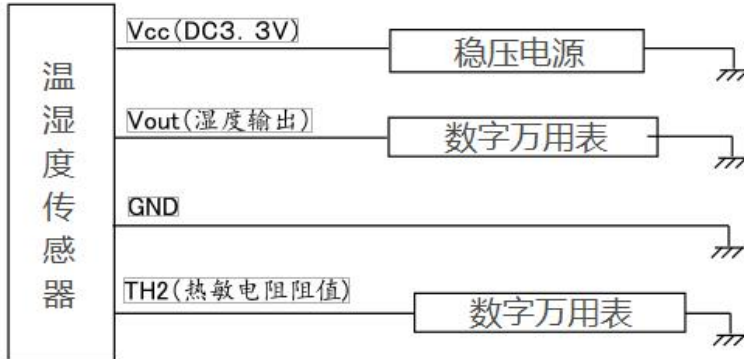 温湿度传感器
Vcc(DC3. 3V)
稳压电源
Vout(湿度输出)
数字万用表
GND
TH2(热敏电阻阻值)
数字万用表